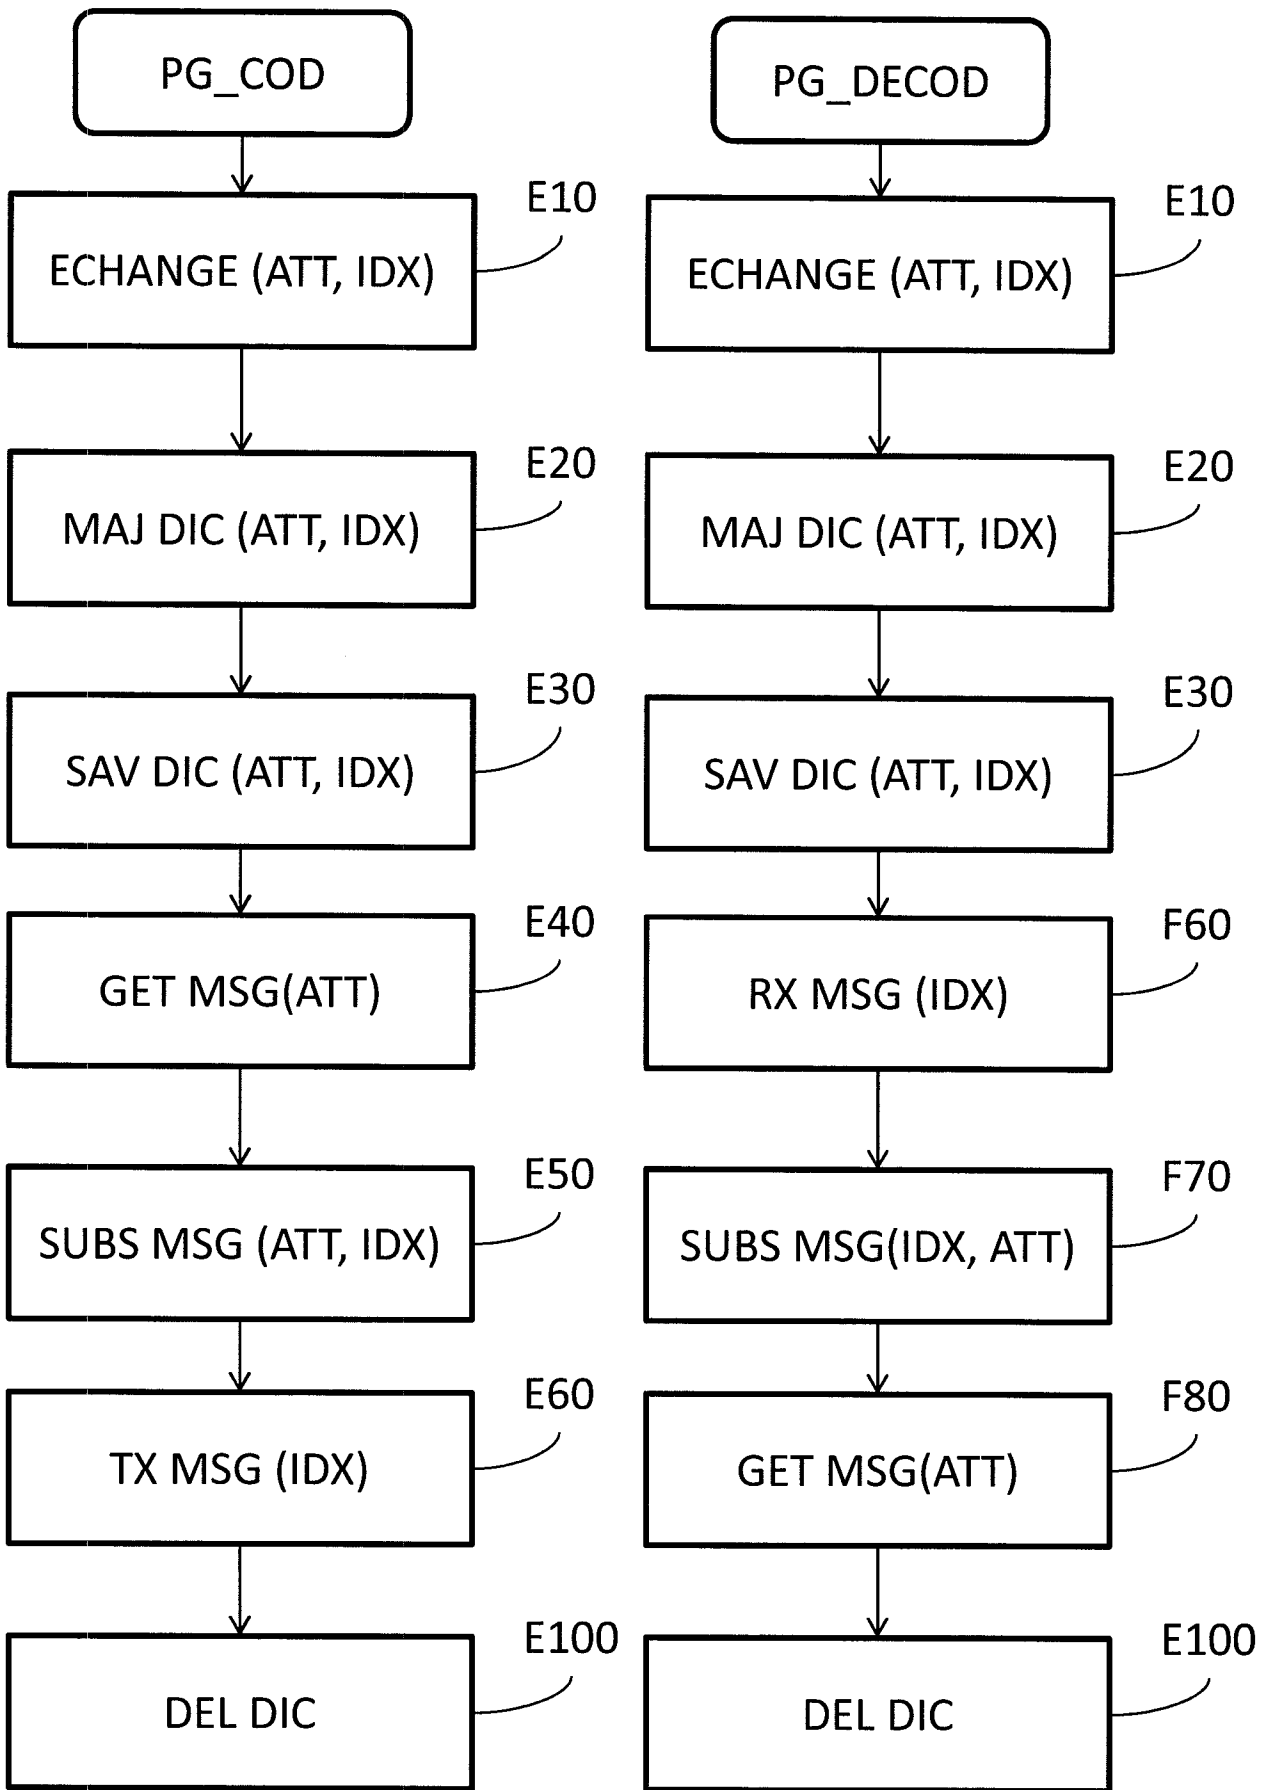 PG_COD
E10
ECHANGE (ATT, IDX)
E20
MAJ DIC (ATT, IDX)
E30
SAV DIC (ATT, IDX)
E40
GET MSG(ATT)
E50
SUBS MSG (ATT, IDX)
E60
TX MSG (IDX)
E100
DEL DIC
PG_DECOD
E10
ECHANGE (ATT, IDX)
E20
MAJ DIC (ATT, IDX)
E30
SAV DIC (ATT, IDX)
F60
RX MSG (IDX)
F70
SUBS MSG(IDX, ATT)
F80
GET MSG(ATT)
E100
DEL DIC